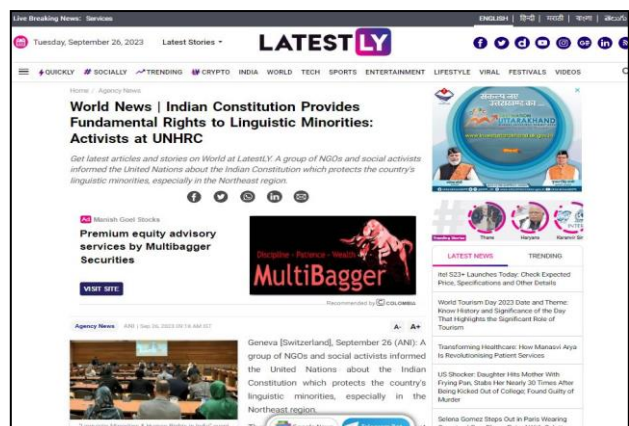 Live Breaking News: Services
ENGLISH | हिन्दी | मराठी | বাংলা | తెలుగు
Tuesday, September 26, 2023 Latest Stories
LATESTLY
QUICKLY SOCIALLY TRENDING CRYPTO INDIA WORLD TECH SPORTS ENTERTAINMENT LIFESTYLE VIRAL FESTIVALS VIDEOS
Home / Agency News
World News | Indian Constitution Provides
Fundamental Rights to Linguistic Minorities:
Activists at UNHRC
Get latest articles and stories on World at LatestLY. A group of NGOs and social activists
informed the United Nations about the Indian Constitution which protects the country's
linguistic minorities, especially in the Northeast region.
Ad Manish Goel Stocks
Premium equity advisory
services by Multibagger
Securities
VISIT SITE
Discipline - Patience - Wealth
MultiBagger
Recommended by COLOMBIA
Agency News ANI | Sep 26, 2023 09:14 AM IST
A- A+
Geneva [Switzerland], September 26 (ANI): A
group of NGOs and social activists informed
the United Nations about the Indian
Constitution which protects the country's
linguistic minorities, especially in the
Northeast region.
UTTARAKHAND
Trending Stories
Thane Haryana
LATEST NEWS TRENDING
itel S23+ Launches Today: Check Expected
Price, Specifications and Other Details
World Tourism Day 2023 Date and Theme:
Know History and Significance of the Day
That Highlights the Significant Role of
Tourism
Transforming Healthcare: How Manasvi Arya
Is Revolutionising Patient Services
US Shocker: Daughter Hits Mother With
Frying Pan, Stabs Her Nearly 30 Times After
Being Kicked Out of College; Found Guilty of
Murder
Selena Gomez Steps Out in Paris Wearing